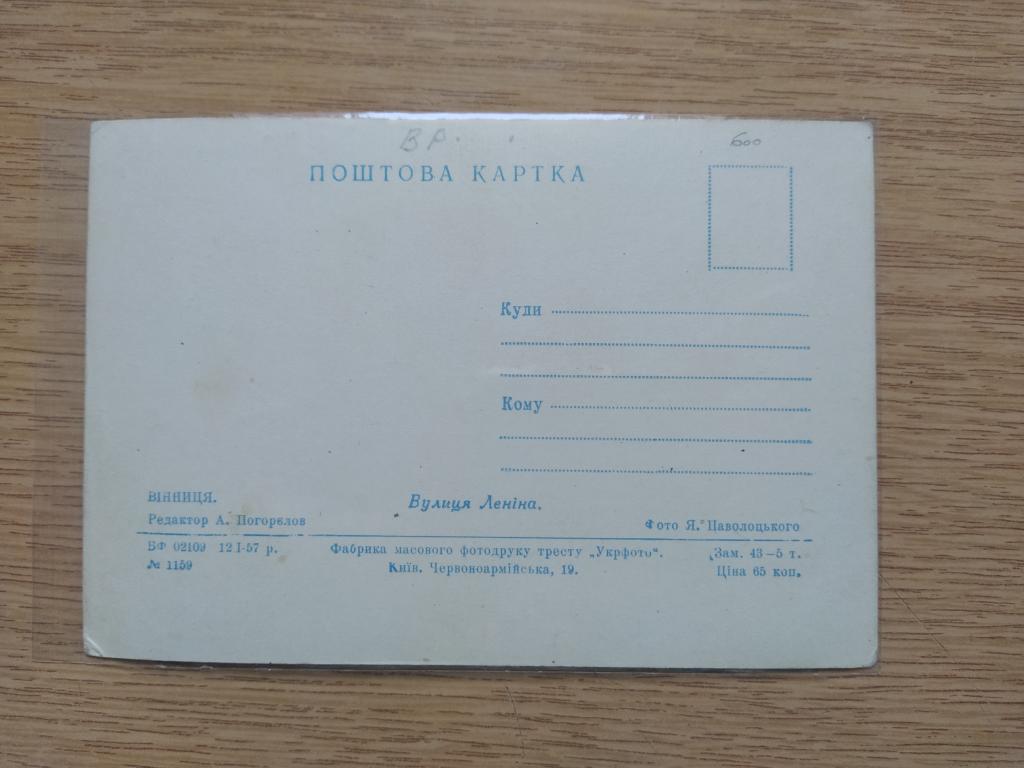 ВР.
600
ПОШТОВА КАРТКА
Куди
Кому
ВІННИЦЯ.
Вулиця Леніна.
Редактор А. Погорєлов
Фото Я. Паволоцького
БФ 02109 12 І-57 р.
Фабрика масового фотодруку тресту „Укрфото“.
Зам. 43—5 т.
№ 1159
Київ. Червоноармійська, 19.
Ціна 65 коп.